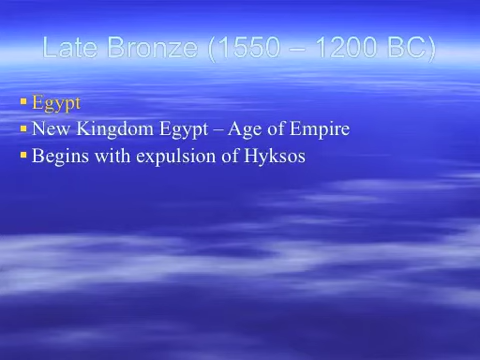 Late Bronze (1550 – 1200 BC)
Egypt
New Kingdom Egypt – Age of Empire
Begins with expulsion of Hyksos